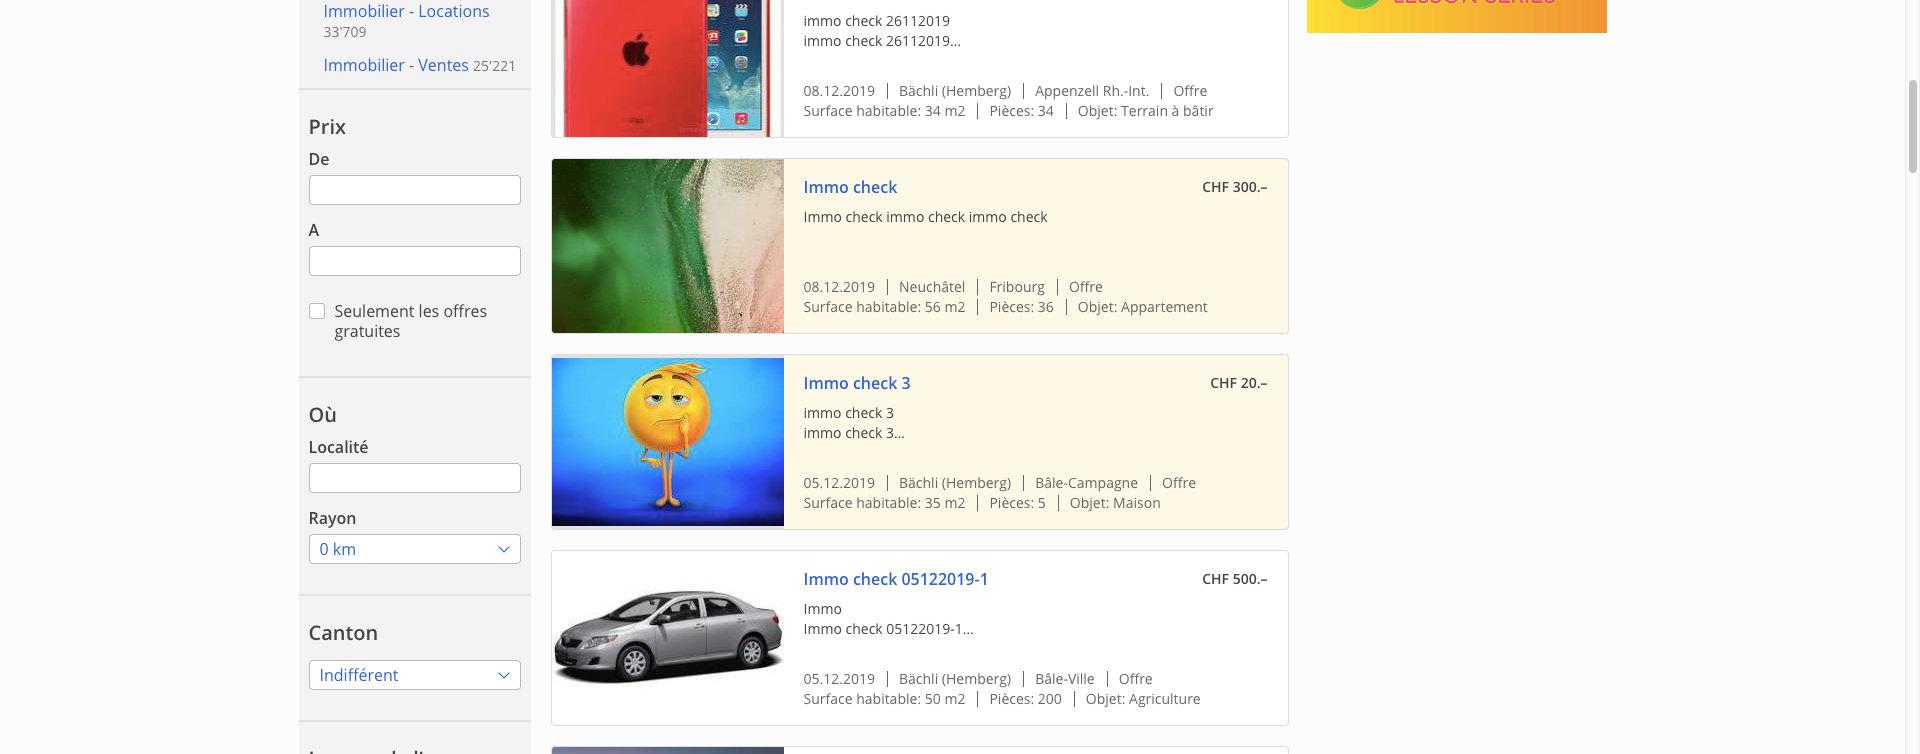 Immobilier - Locations
33'709
Immobilier - Ventes 25'221
Prix
De
A
Seulement les offres
gratuites
Où
Localité
Rayon
0 km
Canton
Indifférent
immo check 26112019
immo check 26112019...
08.12.2019 | Bächli (Hemberg) | Appenzell Rh.-Int. | Offre
Surface habitable: 34 m2 | Pièces: 34 | Objet: Terrain à bâtir
Immo check CHF 300.–
Immo check immo check immo check
08.12.2019 | Neuchâtel | Fribourg | Offre
Surface habitable: 56 m2 | Pièces: 36 | Objet: Appartement
Immo check 3 CHF 20.–
immo check 3
immo check 3...
05.12.2019 | Bächli (Hemberg) | Bâle-Campagne | Offre
Surface habitable: 35 m2 | Pièces: 5 | Objet: Maison
Immo check 05122019-1 CHF 500.–
Immo
Immo check 05122019-1...
05.12.2019 | Bächli (Hemberg) | Bâle-Ville | Offre
Surface habitable: 50 m2 | Pièces: 200 | Objet: Agriculture
LESSON SERIES